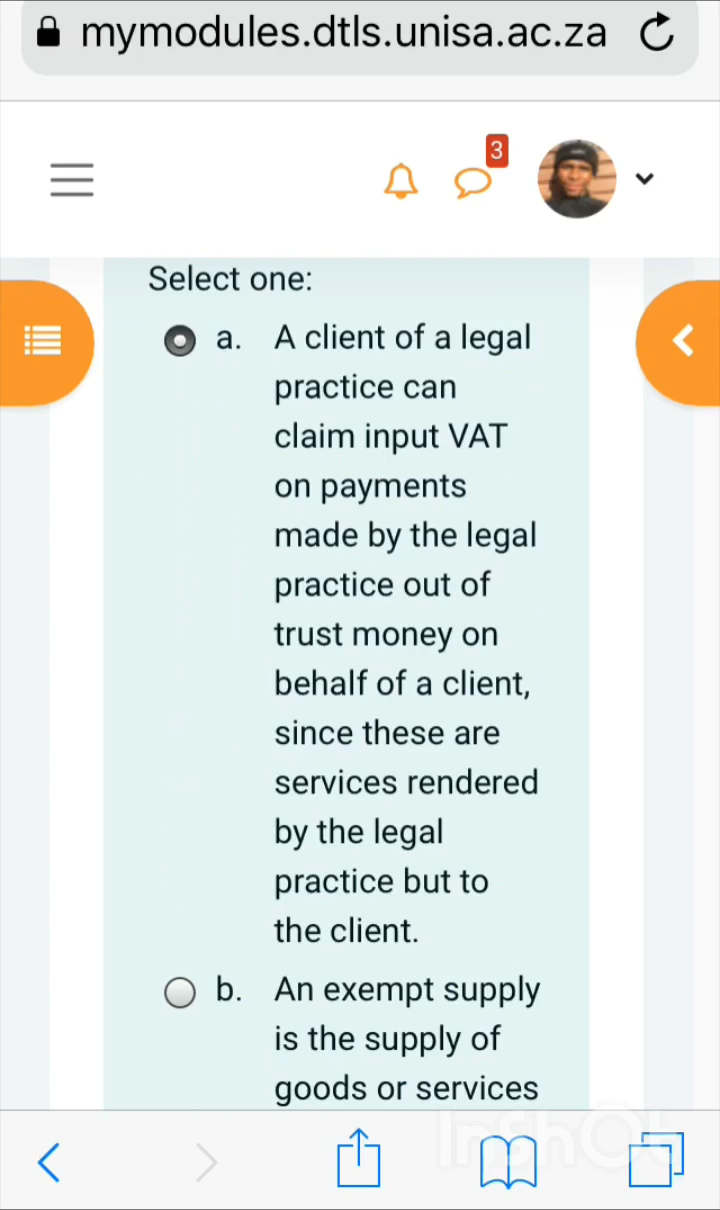 mymodules.dtls.unisa.ac.za
3
Select one:
a. A client of a legal
practice can
claim input VAT
on payments
made by the legal
practice out of
trust money on
behalf of a client,
since these are
services rendered
by the legal
practice but to
the client.
b. An exempt supply
is the supply of
goods or services
InShOt